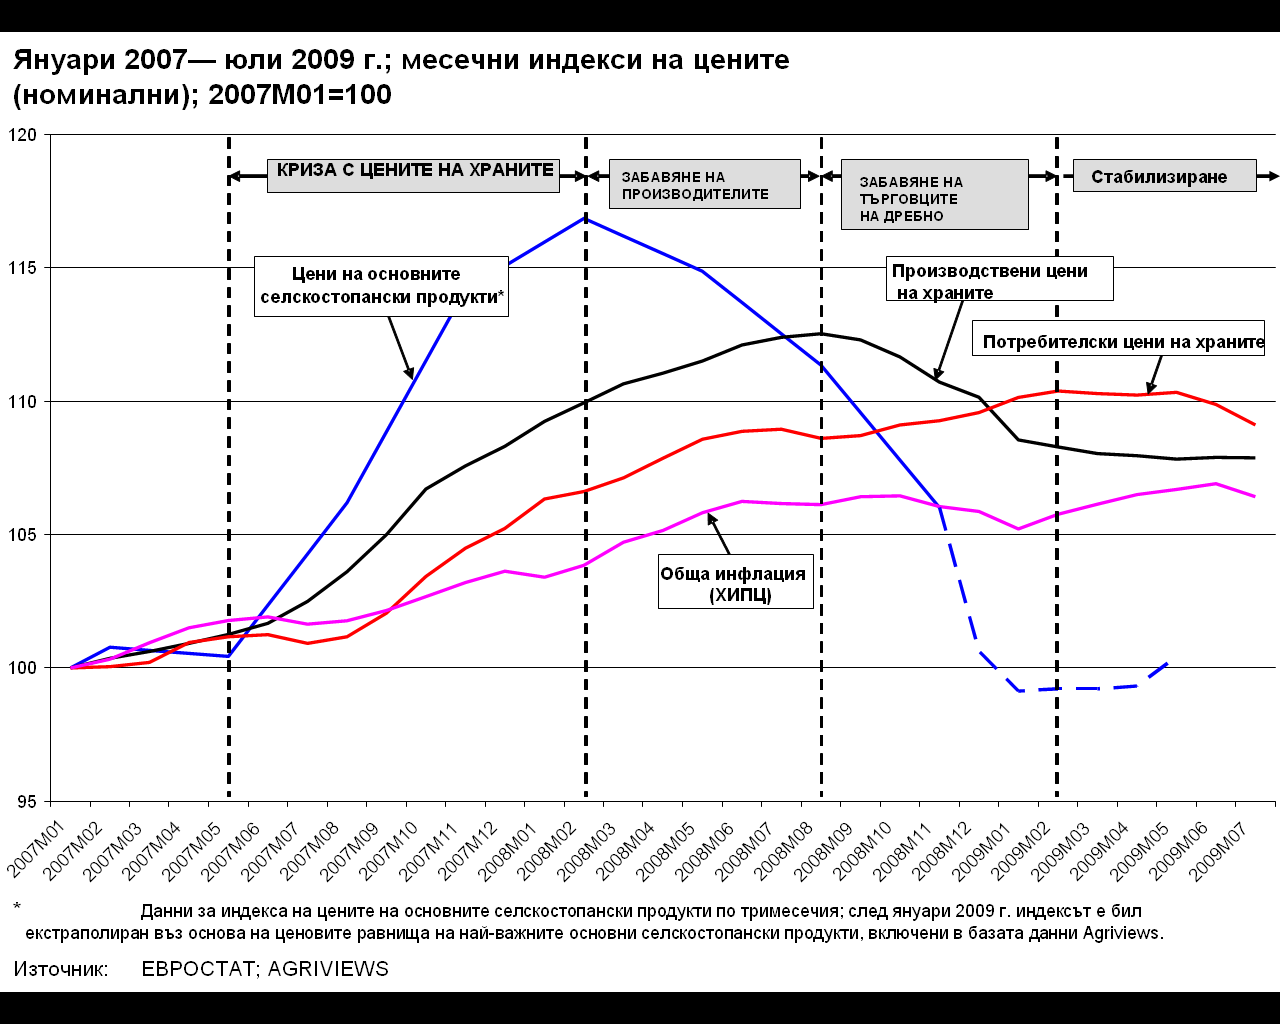 Януари 2007— юли 2009 г.; месечни индекси на цените
(номинални); 2007M01=100
120
115
110
105
100
95
КРИЗА С ЦЕНИТЕ НА ХРАНИТЕ
ЗАБАВЯНЕ НА
ПРОИЗВОДИТЕЛИТЕ
ЗАБАВЯНЕ НА
ТЪРГОВЦИТЕ
НА ДРЕБНО
Стабилизиране
Цени на основните
селскостопански продукти*
Производствени цени
на храните
Потребителски цени на храните
Обща инфлация
(ХИПЦ)
2007M01
2007M02
2007M03
2007M04
2007M05
2007M06
2007M07
2007M08
2007M09
2007M10
2007M11
2007M12
2008M01
2008M02
2008M03
2008M04
2008M05
2008M06
2008M07
2008M08
2008M09
2008M10
2008M11
2008M12
2009M01
2009M02
2009M03
2009M04
2009M05
2009M06
2009M07
* Данни за индекса на цените на основните селскостопански продукти по тримесечия; след януари 2009 г. индексът е бил
екстраполиран въз основа на ценовите равнища на най-важните основни селскостопански продукти, включени в базата данни Agriviews.
Източник: ЕВРОСТАТ; AGRIVIEWS